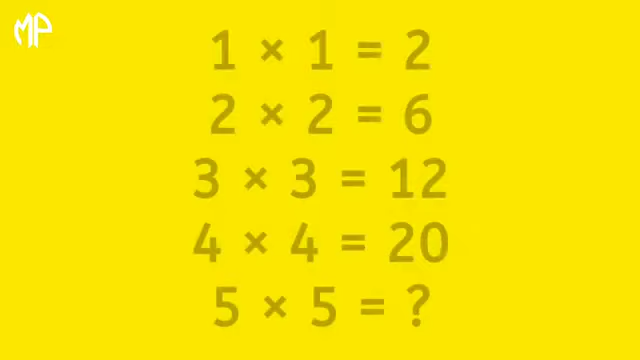 MP
1 × 1 = 2
2 × 2 = 6
3 × 3 = 12
4 × 4 = 20
5 × 5 = ?